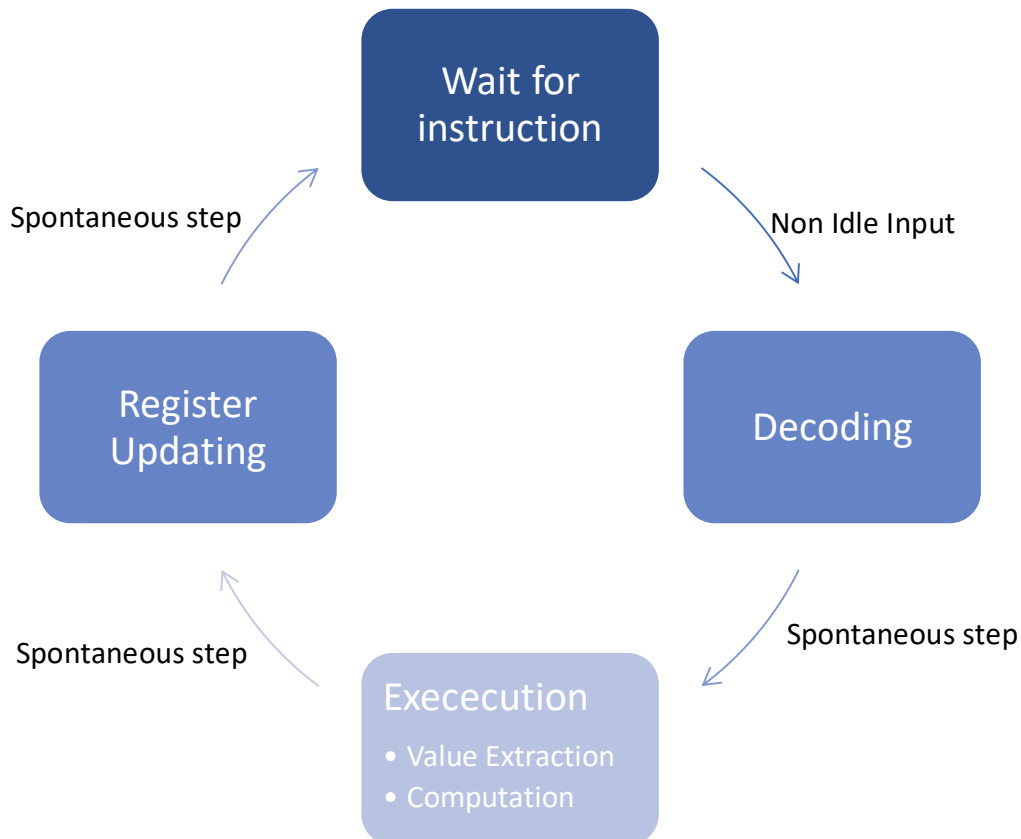 Wait for
instruction
Spontaneous step
Non Idle Input
Register
Updating
Decoding
Spontaneous step
Spontaneous step
Exececution
• Value Extraction
• Computation